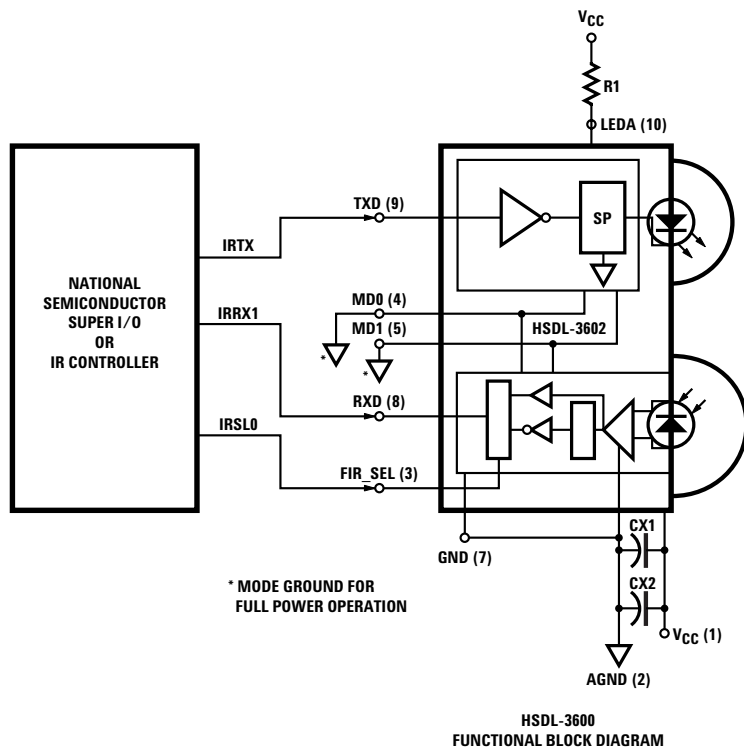 VCC
R1
LEDA (10)
TXD (9)
SP
IRTX
NATIONAL
SEMICONDUCTOR
SUPER I/O
OR
IR CONTROLLER
MD0 (4)
MD1 (5)
HSDL-3602
*
*
IRRX1
RXD (8)
IRSL0
FIR_SEL (3)
GND (7)
CX1
CX2
VCC (1)
AGND (2)
* MODE GROUND FOR
FULL POWER OPERATION
HSDL-3600
FUNCTIONAL BLOCK DIAGRAM